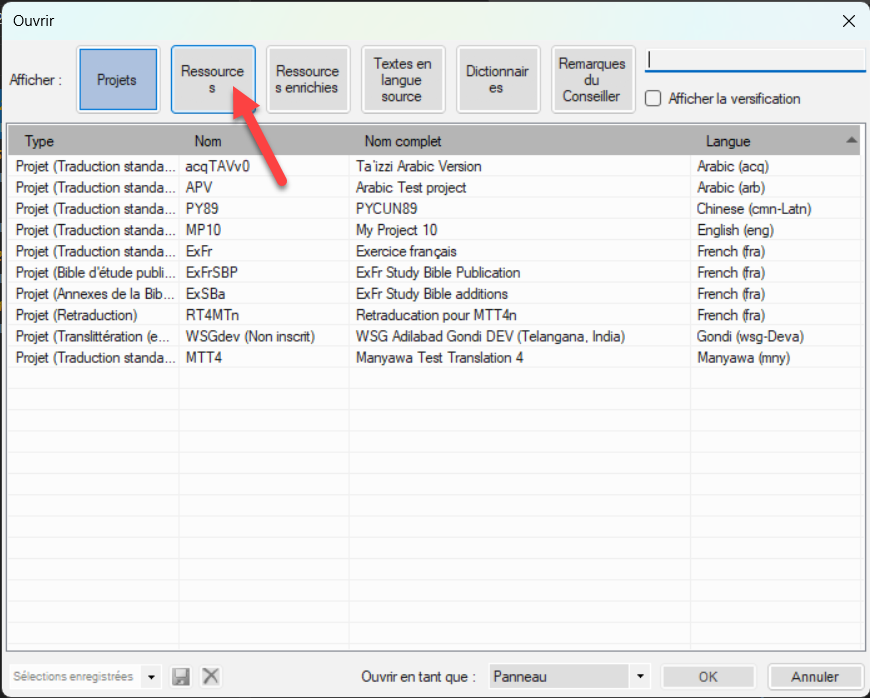 Ouvrir
Afficher :
Projets
Ressource
s
Ressource
s enrichies
Textes en
langue
source
Dictionnair
es
Remarques
du
Conseiller
Afficher la versification
Type Nom Nom complet Langue
Projet (Traduction standa... acqTAVv0 Ta'izzi Arabic Version Arabic (acq)
Projet (Traduction standa... APV Arabic Test project Arabic (arb)
Projet (Traduction standa... PY89 PYCUN89 Chinese (cmn-Latn)
Projet (Traduction standa... MP10 My Project 10 English (eng)
Projet (Traduction standa... ExFr Exercice français French (fra)
Projet (Bible d'étude publi... ExFrSBP ExFr Study Bible Publication French (fra)
Projet (Annexes de la Bib... ExSBa ExFr Study Bible additions French (fra)
Projet (Retraduction) RT4MTn Retraducation pour MTT4n French (fra)
Projet (Translittération (e... WSGdev (Non inscrit) WSG Adilabad Gondi DEV (Telangana, India) Gondi (wsg-Deva)
Projet (Traduction standa... MTT4 Manyawa Test Translation 4 Manyawa (mny)
Sélections enregistrées Ouvrir en tant que : Panneau OK Annuler